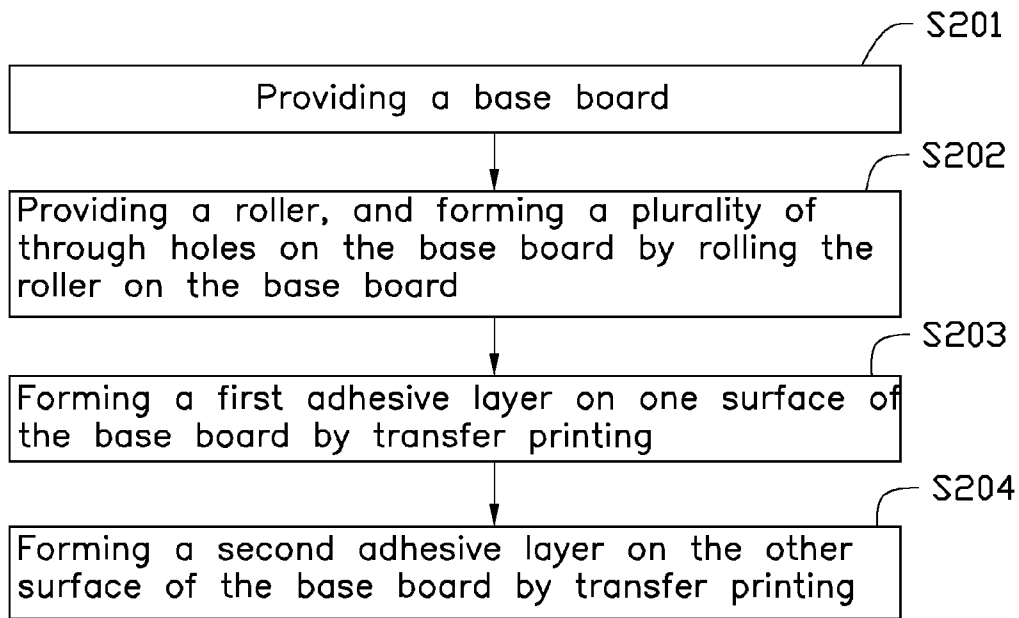 S201
Providing a base board
S202
Providing a roller, and forming a plurality of
through holes on the base board by rolling the
roller on the base board
S203
Forming a first adhesive layer on one surface of
the base board by transfer printing
S204
Forming a second adhesive layer on the other
surface of the base board by transfer printing